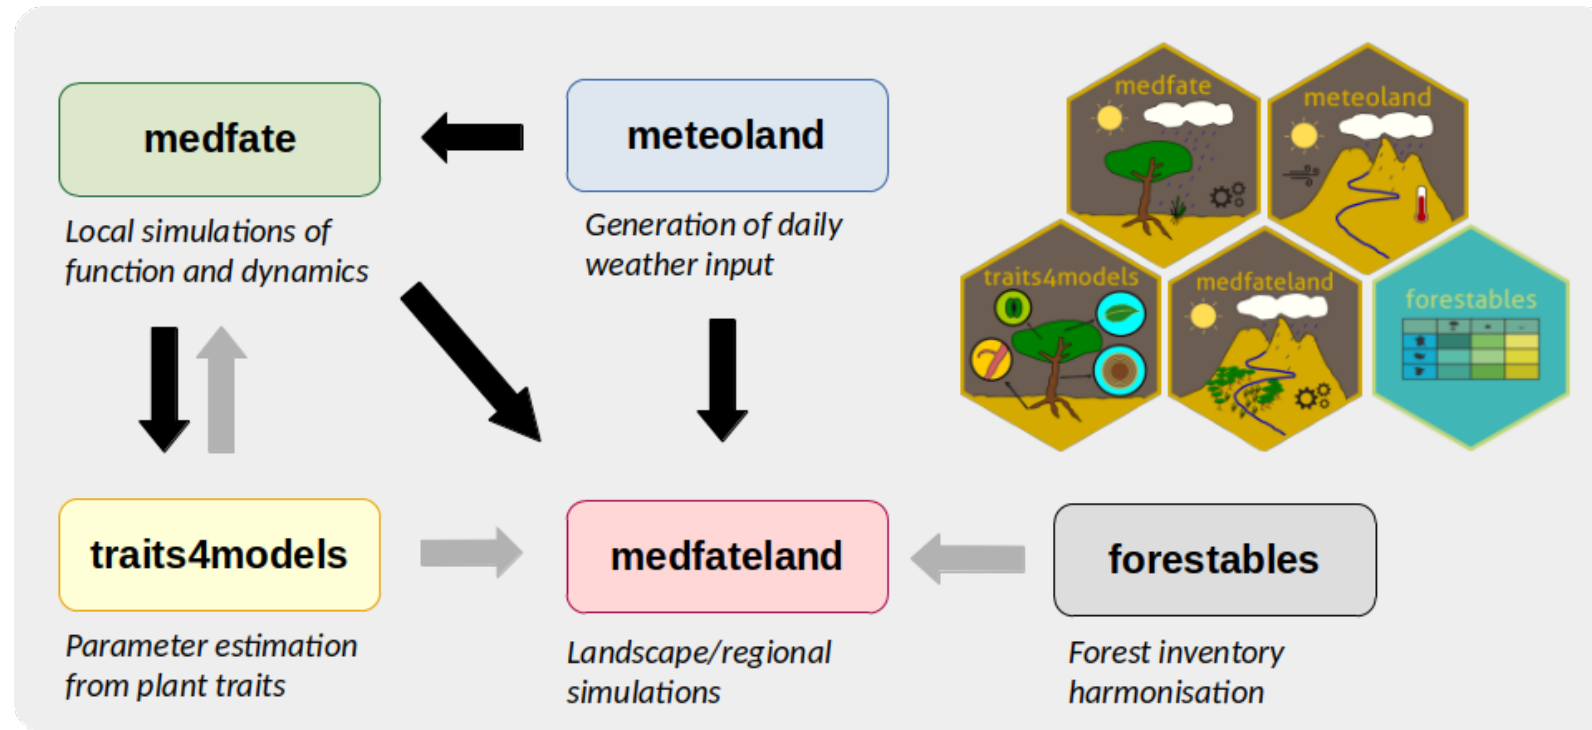 medfate
meteoland
Local simulations of
function and dynamics
Generation of daily
weather input
medfate
meteoland
traits4models
medfateland
forestables
traits4models
medfateland
forestables
Parameter estimation
from plant traits
Landscape/regional
simulations
Forest inventory
harmonisation